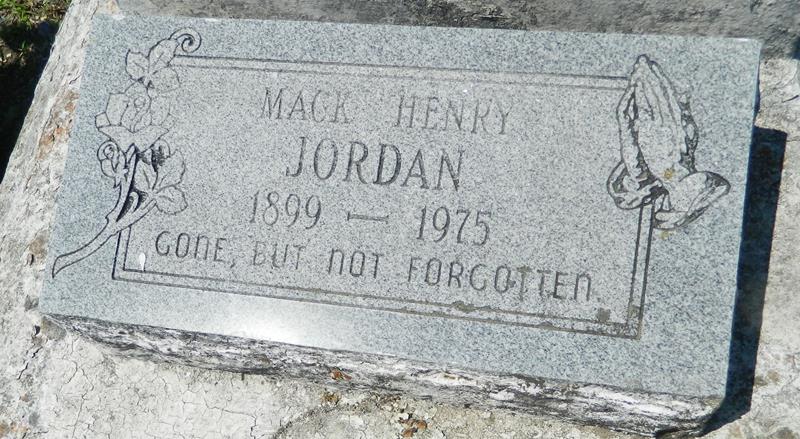 MACK HENRY
JORDAN
1899 — 1975
GONE, BUT NOT FORGOTTEN.